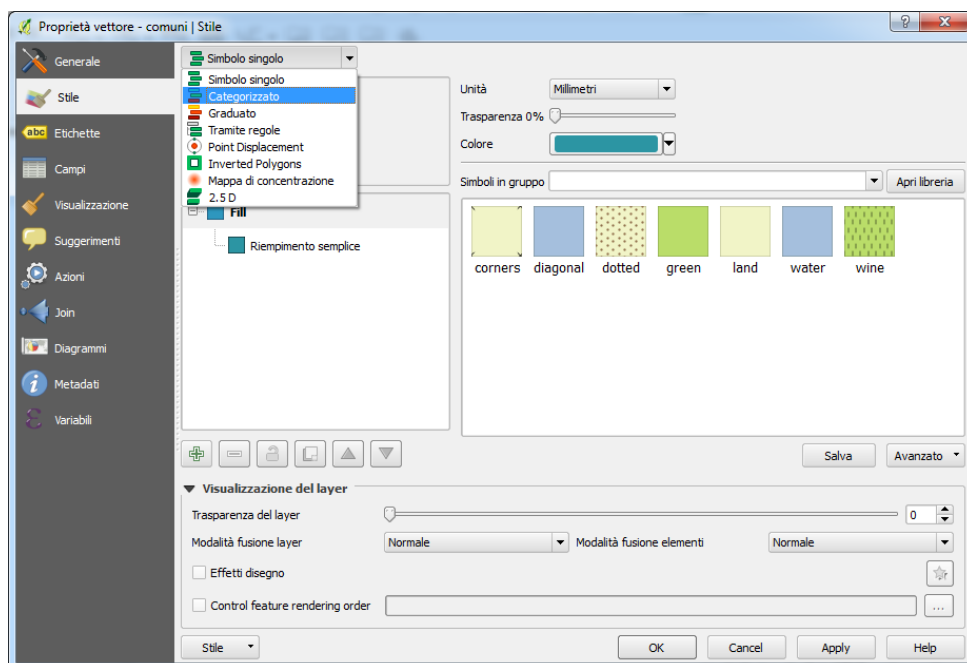 Proprietà vettore - comuni | Stile
Generale
Stile
abc Etichette
Campi
Visualizzazione
Suggerimenti
Azioni
Join
Diagrammi
Metadati
Variabili
Simbolo singolo
Simbolo singolo
Categorizzato
Graduato
Tramite regole
Point Displacement
Inverted Polygons
Mappa di concentrazione
2.5 D
Fill
Riempimento semplice
Unità Millimetri
Trasparenza 0%
Colore
Simboli in gruppo Apri libreria
corners diagonal dotted green land water wine
Salva Avanzato
Visualizzazione del layer
Trasparenza del layer 0
Modalità fusione layer Normale Modalità fusione elementi Normale
Effetti disegno
Control feature rendering order ...
Stile OK Cancel Apply Help